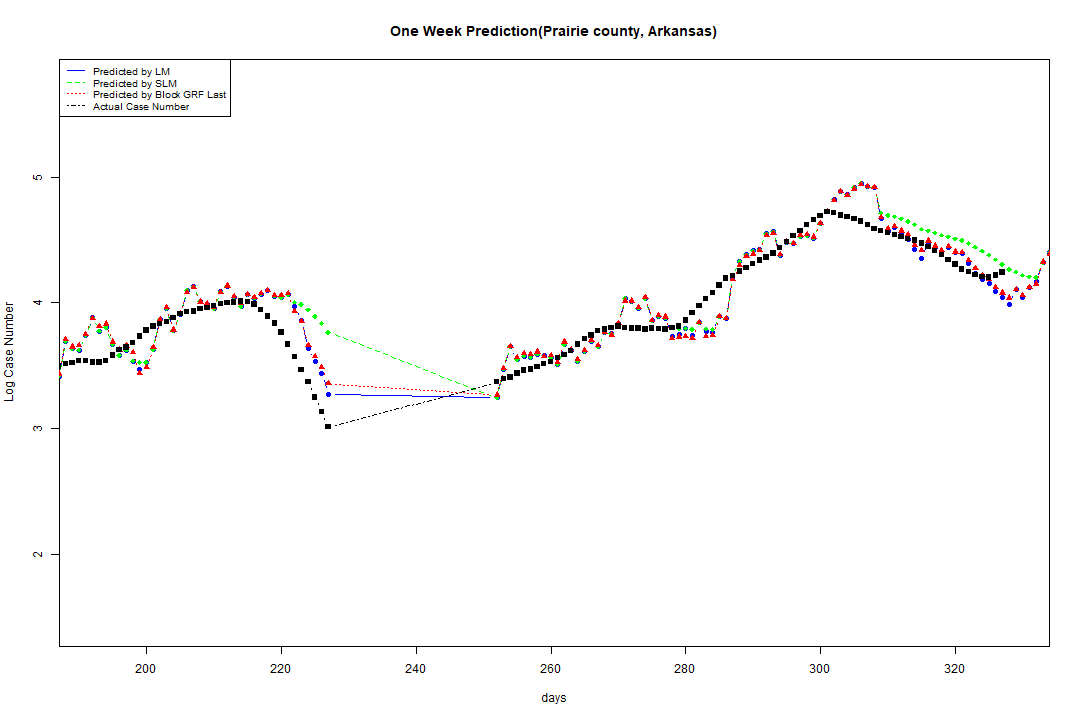 One Week Prediction(Prairie county, Arkansas)
Predicted by LM
Predicted by SLM
Predicted by Block GRF Last
Actual Case Number
5
4
3
2
Log Case Number
200 220 240 260 280 300 320
days